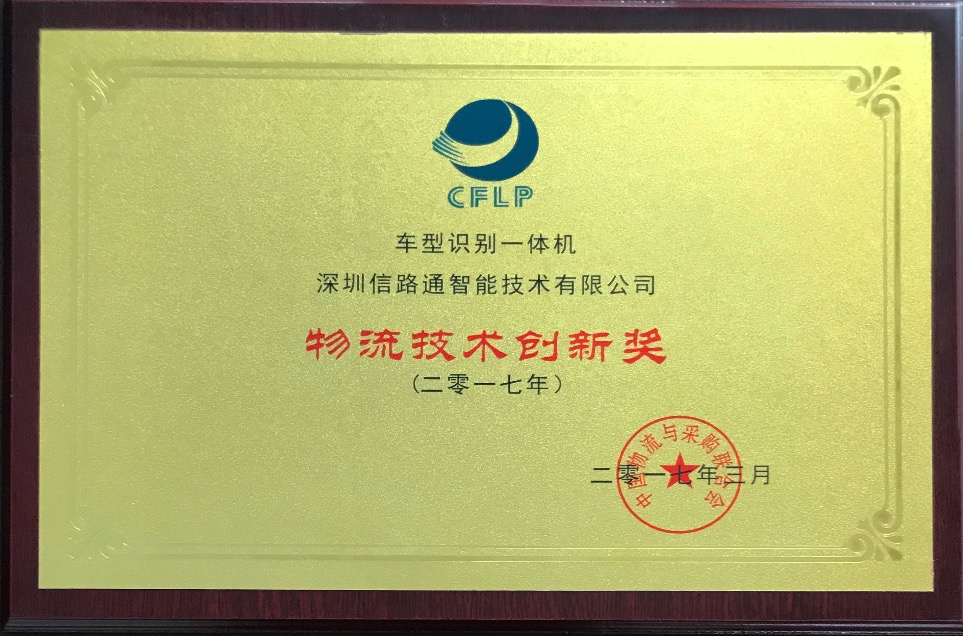 CFLP
车型识别一体机
深圳信路通智能技术有限公司
物流技术创新奖
(二零一七年)
二零一七年三月
中国物流与采购联合会